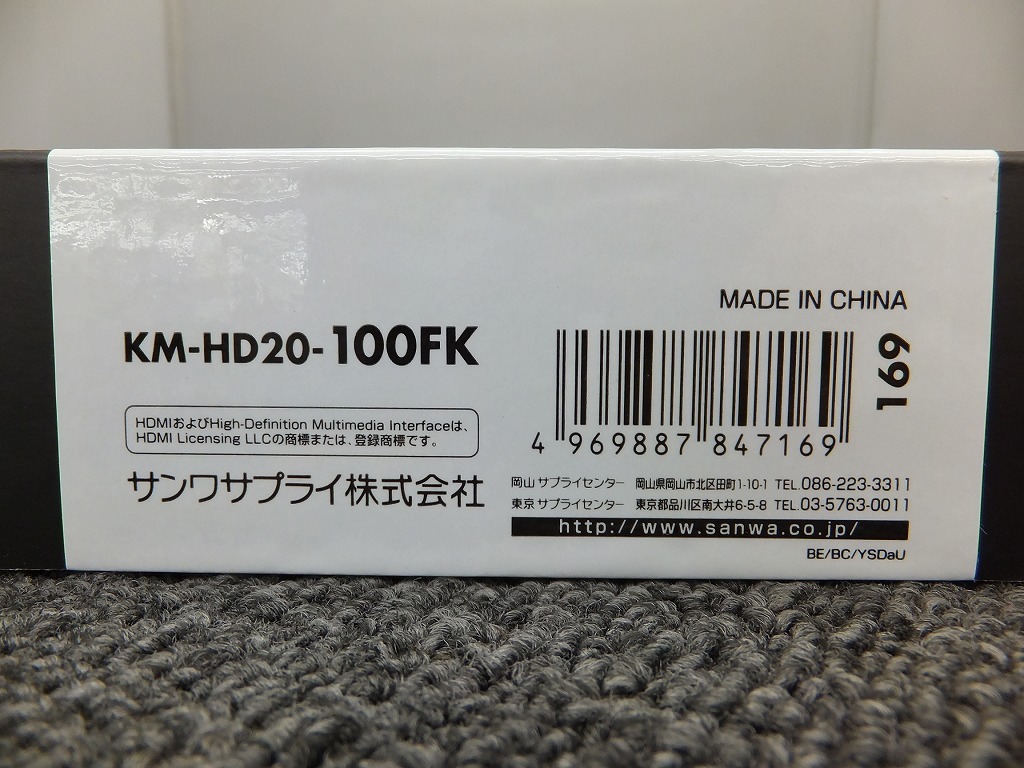 MADE IN CHINA
KM-HD20-100FK
169
HDMIおよびHigh-Definition Multimedia Interfaceは、
HDMI Licensing LLCの商標または、登録商標です。
4 969887 847169
サンワサプライ株式会社
岡山 サプライセンター 岡山県岡山市北区田町1-10-1 TEL.086-223-3311
東京 サプライセンター 東京都品川区南大井6-5-8 TEL.03-5763-0011
http://www.sanwa.co.jp/
BE/BC/YSDaU